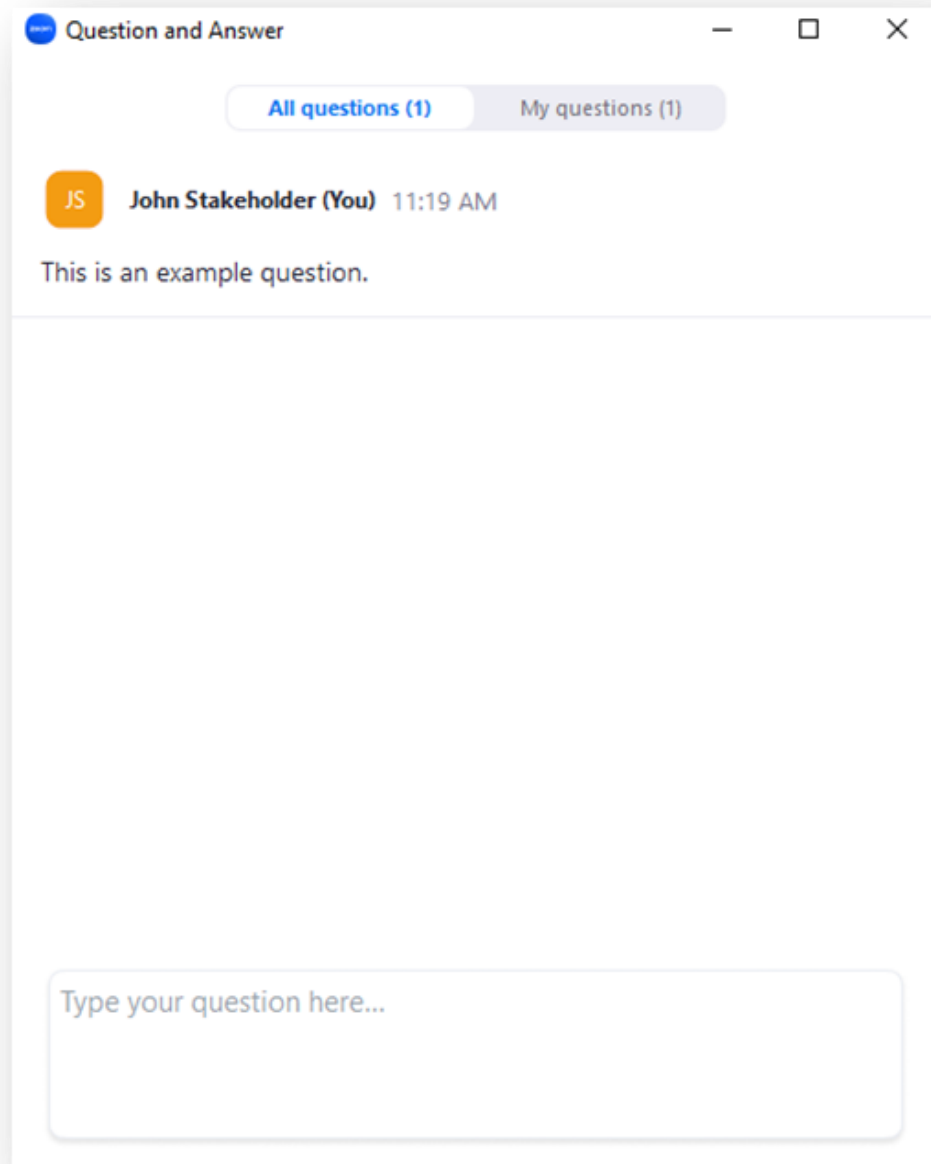 zoom
Question and Answer
All questions (1)
My questions (1)
JS
John Stakeholder (You) 11:19 AM
This is an example question.
Type your question here...